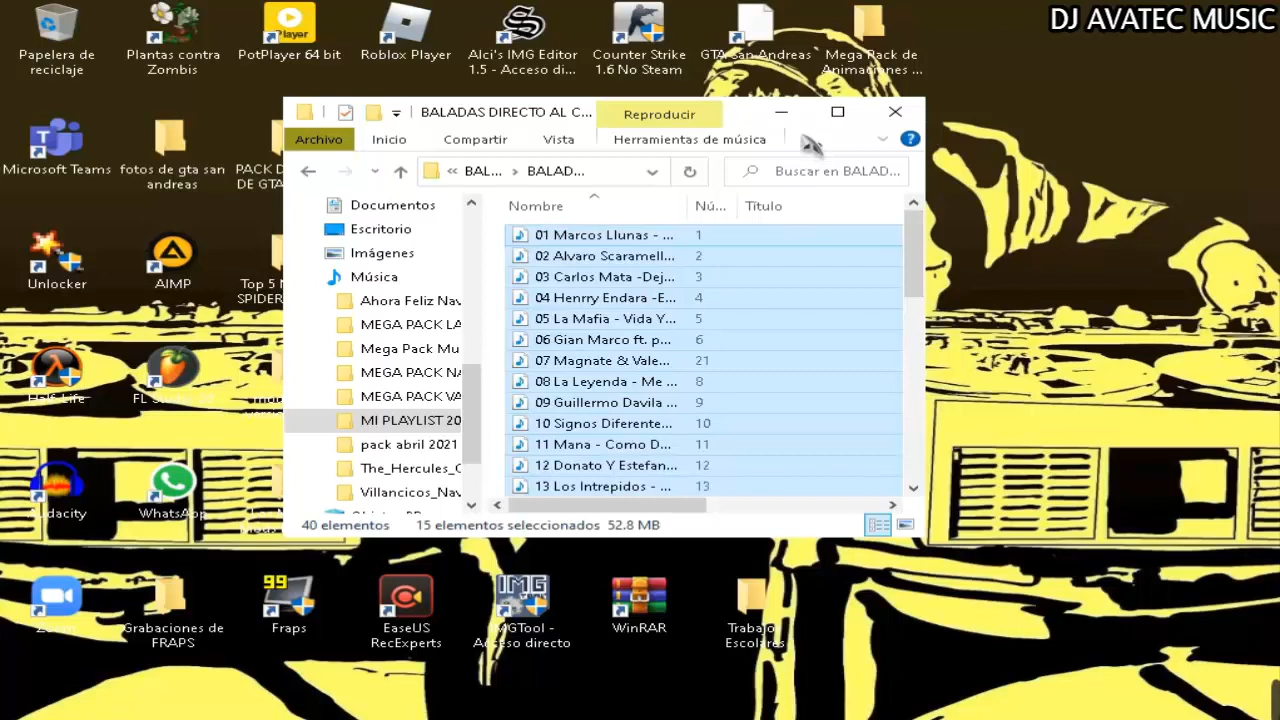 DJ AVATEC MUSIC
Papelera de
reciclaje
Plantas contra
Zombis
Player
PotPlayer 64 bit
Roblox Player
Alci's IMG Editor
1.5 - Acceso di...
Counter Strike
1.6 No Steam
GTA San Andreas
Mega Pack de
Animaciones ...
BALADAS DIRECTO AL C...
Reproducir
Archivo
Inicio
Compartir
Vista
Herramientas de música
Microsoft Teams
fotos de gta san
andreas
PACK D
DE GTA
« BAL... › BALAD...
Buscar en BALAD...
Documentos
Escritorio
Imágenes
Música
Ahora Feliz Nav
MEGA PACK LA
Mega Pack Mu
MEGA PACK NA
MEGA PACK VA
MI PLAYLIST 20
pack abril 2021
The_Hercules_
Villancicos_Nav
Nombre
Nú...
Título
01 Marcos Llunas - ... 1
02 Alvaro Scaramell... 2
03 Carlos Mata -Dej... 3
04 Henrry Endara -E... 4
05 La Mafia - Vida Y... 5
06 Gian Marco ft. p... 6
07 Magnate & Vale... 21
08 La Leyenda - Me ... 8
09 Guillermo Davila ... 9
10 Signos Diferente... 10
11 Mana - Como D... 11
12 Donato Y Estefan... 12
13 Los Intrepidos - ... 13
40 elementos
15 elementos seleccionados 52.8 MB
Unlocker
AIMP
Top 5
SPIDER
Half-Life
FL Studio
Audacity
WhatsApp
Zoom
Grabaciones de
FRAPS
99
Fraps
EaseUS
RecExperts
IMG
IMGTool -
Acceso directo
WinRAR
Trabajo
Escolares